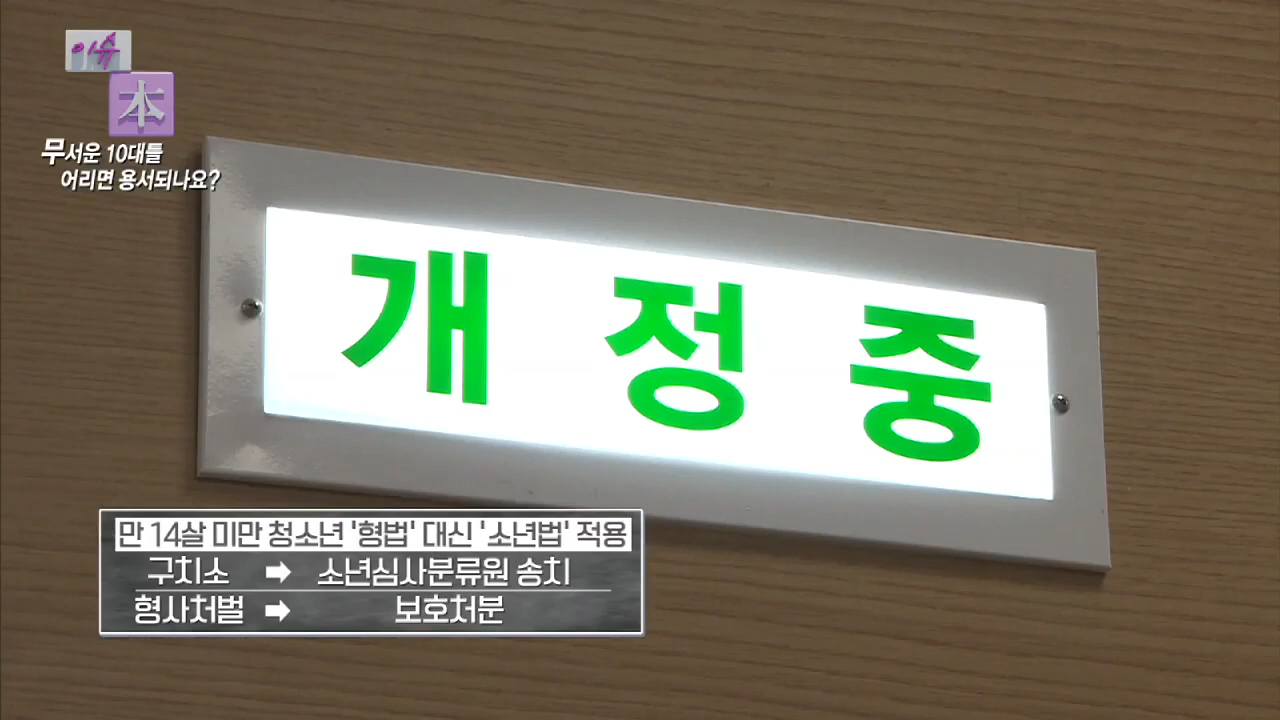 이슈
本
무서운 10대들
어리면 용서되나요?
개정중
만 14살 미만 청소년 '형법' 대신 '소년법' 적용
구치소 ➡ 소년심사분류원 송치
형사처벌 ➡ 보호처분